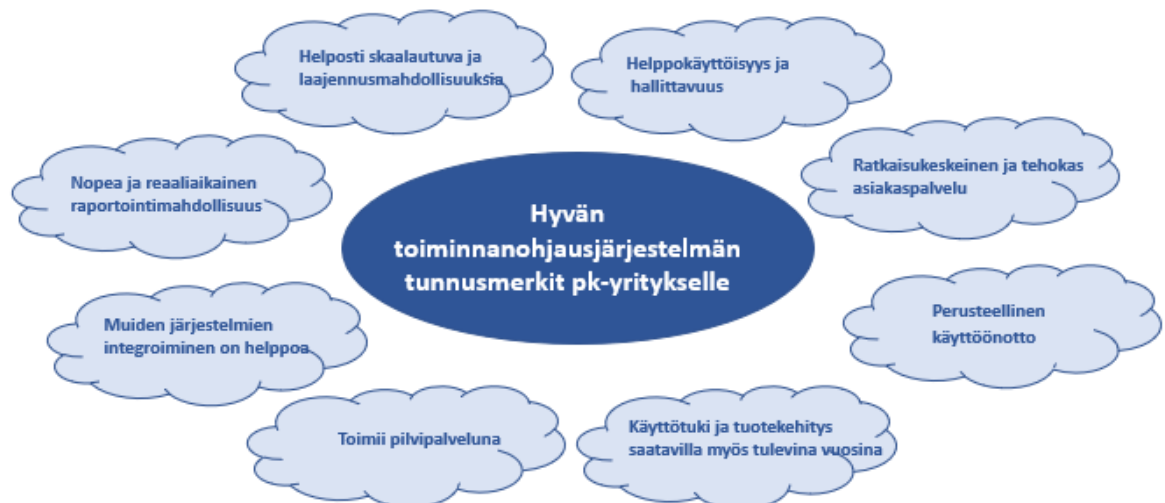 Helposti skaalautuva ja
laajennusmahdollisuuksia
Helppokäyttöisyys ja
hallittavuus
Nopea ja reaaliaikainen
raportointimahdollisuus
Ratkaisukeskeinen ja tehokas
asiakaspalvelu
Hyvän
toiminnanohjausjärjestelmän
tunnusmerkit pk-yritykselle
Muiden järjestelmien
integroiminen on helppoa
Perusteellinen
käyttöönotto
Toimii pilvipalveluna
Käyttötuki ja tuotekehitys
saatavilla myös tulevina vuosina